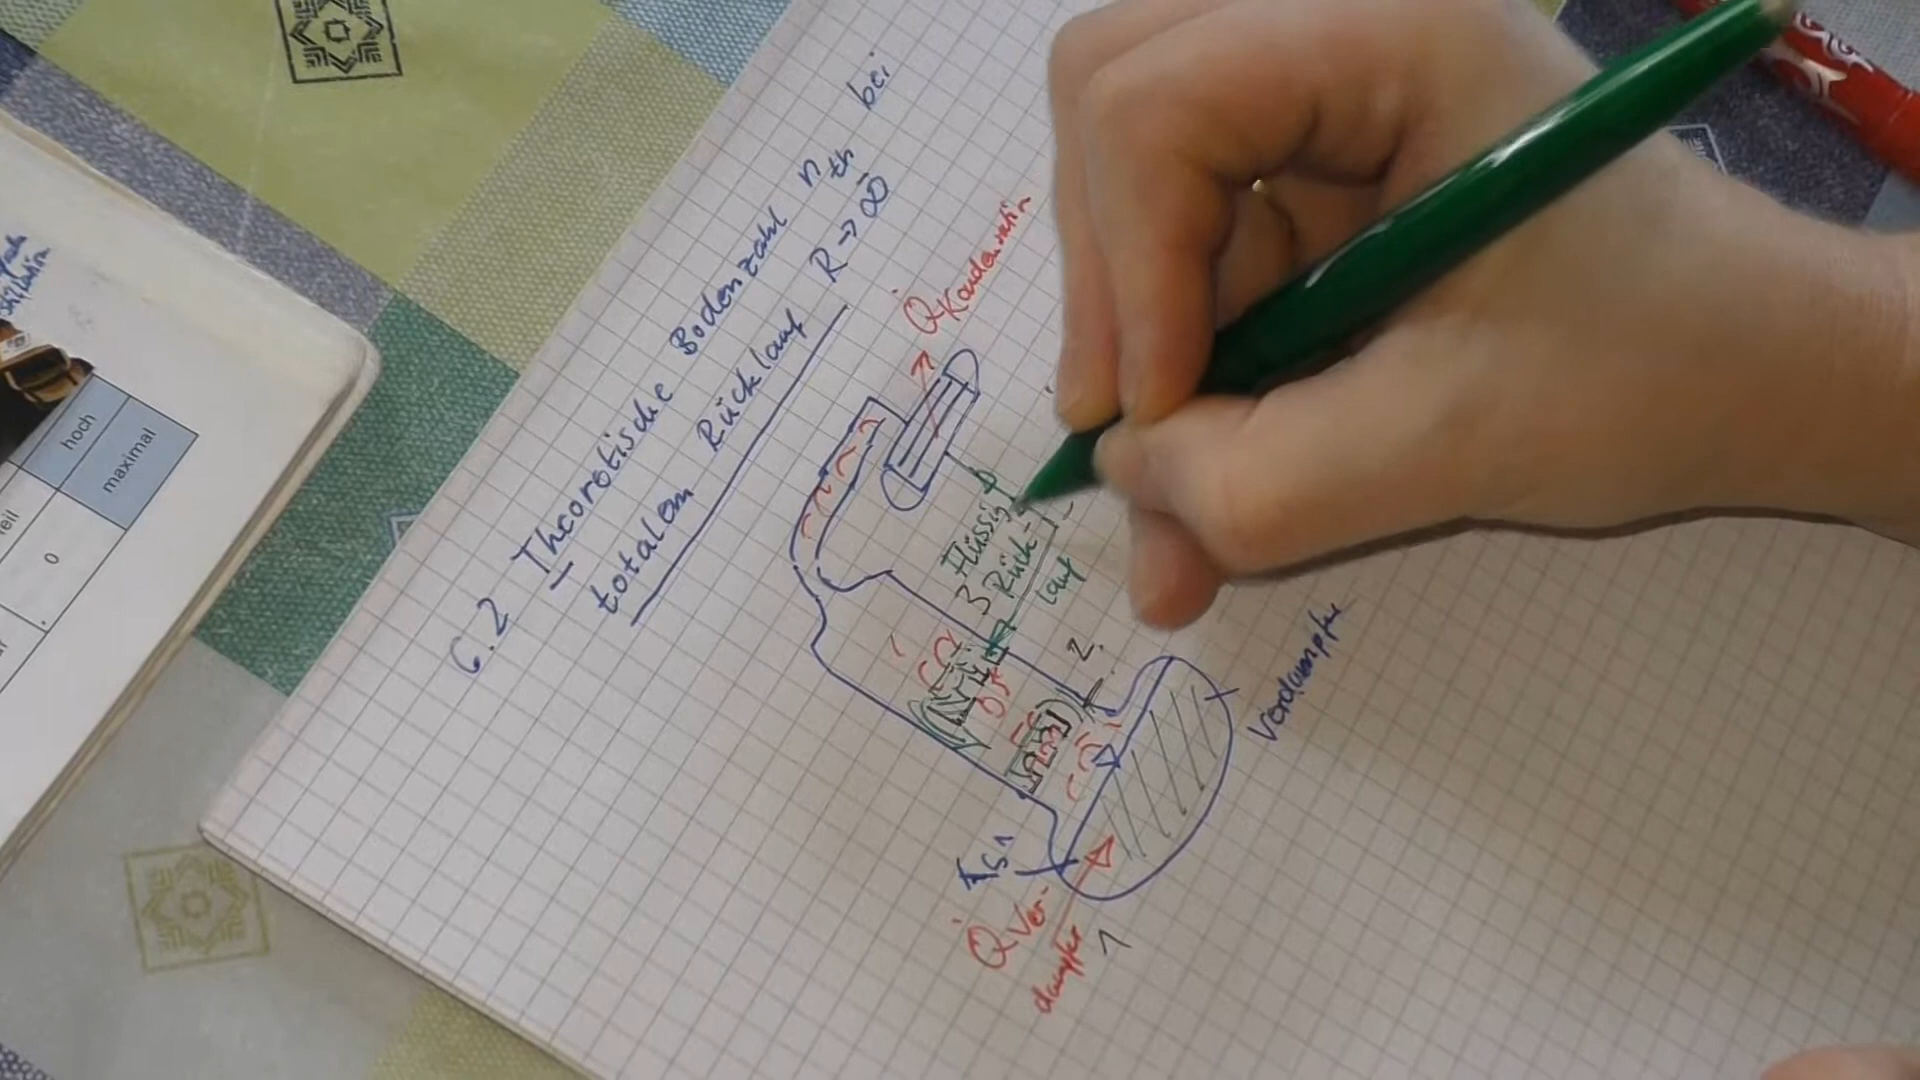 6.2 Theoretische Bodenzahl nth bei
totalem Rücklauf R → ∞
Q̇Kondensation
Flüssig
3 Rück-
lauf
2.
Verdampfer
Q̇Ver-
dampfer
1
hoch
maximal
0